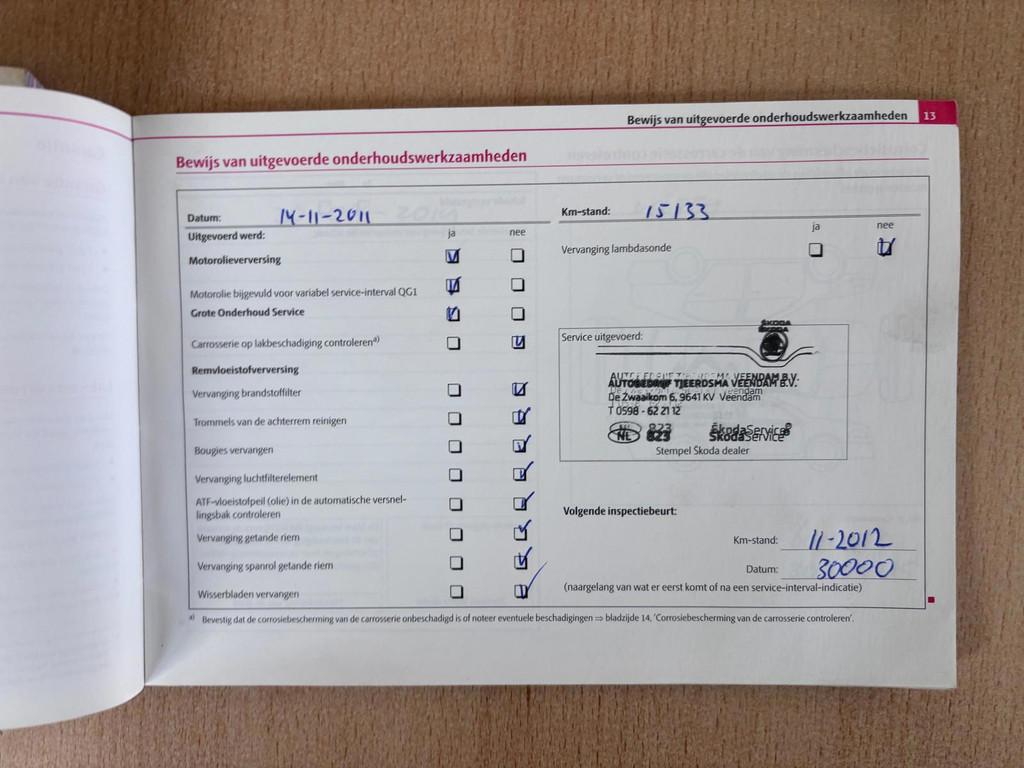 Bewijs van uitgevoerde onderhoudswerkzaamheden 13
Bewijs van uitgevoerde onderhoudswerkzaamheden
Datum: 14-11-2011
Uitgevoerd werd: ja nee
Motorolieverversing
Motorolie bijgevuld voor variabel service-interval QG1
Grote Onderhoud Service
Carrosserie op lakbeschadiging controleren a)
Remvloeistofverversing
Vervanging brandstoffilter
Trommels van de achterrem reinigen
Bougies vervangen
Vervanging luchtfilterelement
ATF-vloeistofpeil (olie) in de automatische versnel-
lingsbak controleren
Vervanging getande riem
Vervanging spanrol getande riem
Wisserbladen vervangen
Km-stand: 15133
ja nee
Vervanging lambdasonde
Service uitgevoerd:
ŠKODA
AUTOBEDRIJF TJEERDSMA VEENDAM B.V.
De Zwaaikom 6, 9641 KV Veendam
T 0598 - 62 21 12
NL 823 ŠkodaService
Stempel Škoda dealer
Volgende inspectiebeurt:
Km-stand: 11-2012
Datum: 30000
(naargelang van wat er eerst komt of na een service-interval-indicatie)
a) Bevestig dat de corrosiebescherming van de carrosserie onbeschadigd is of noteer eventuele beschadigingen ⇒ bladzijde 14, 'Corrosiebescherming van de carrosserie controleren'.